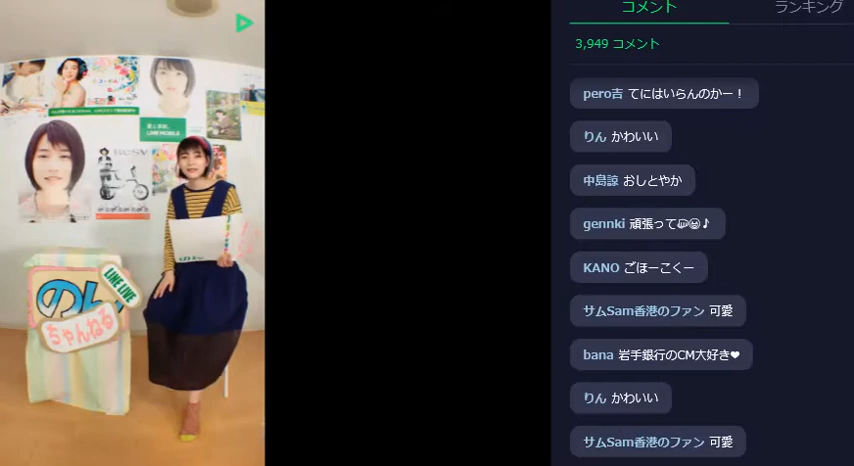 コメント
ランキング
3,949 コメント
pero吉 てにはいらんのかー！
りん かわいい
中島諒 おしとやか
gennki 頑張って🍻😆♪
KANO ごほーこくー
サムSam香港のファン 可愛
bana 岩手銀行のCM大好き❤
りん かわいい
サムSam香港のファン 可愛
LINE MOBILE
LINE LIVE
のん
ちゃんねる